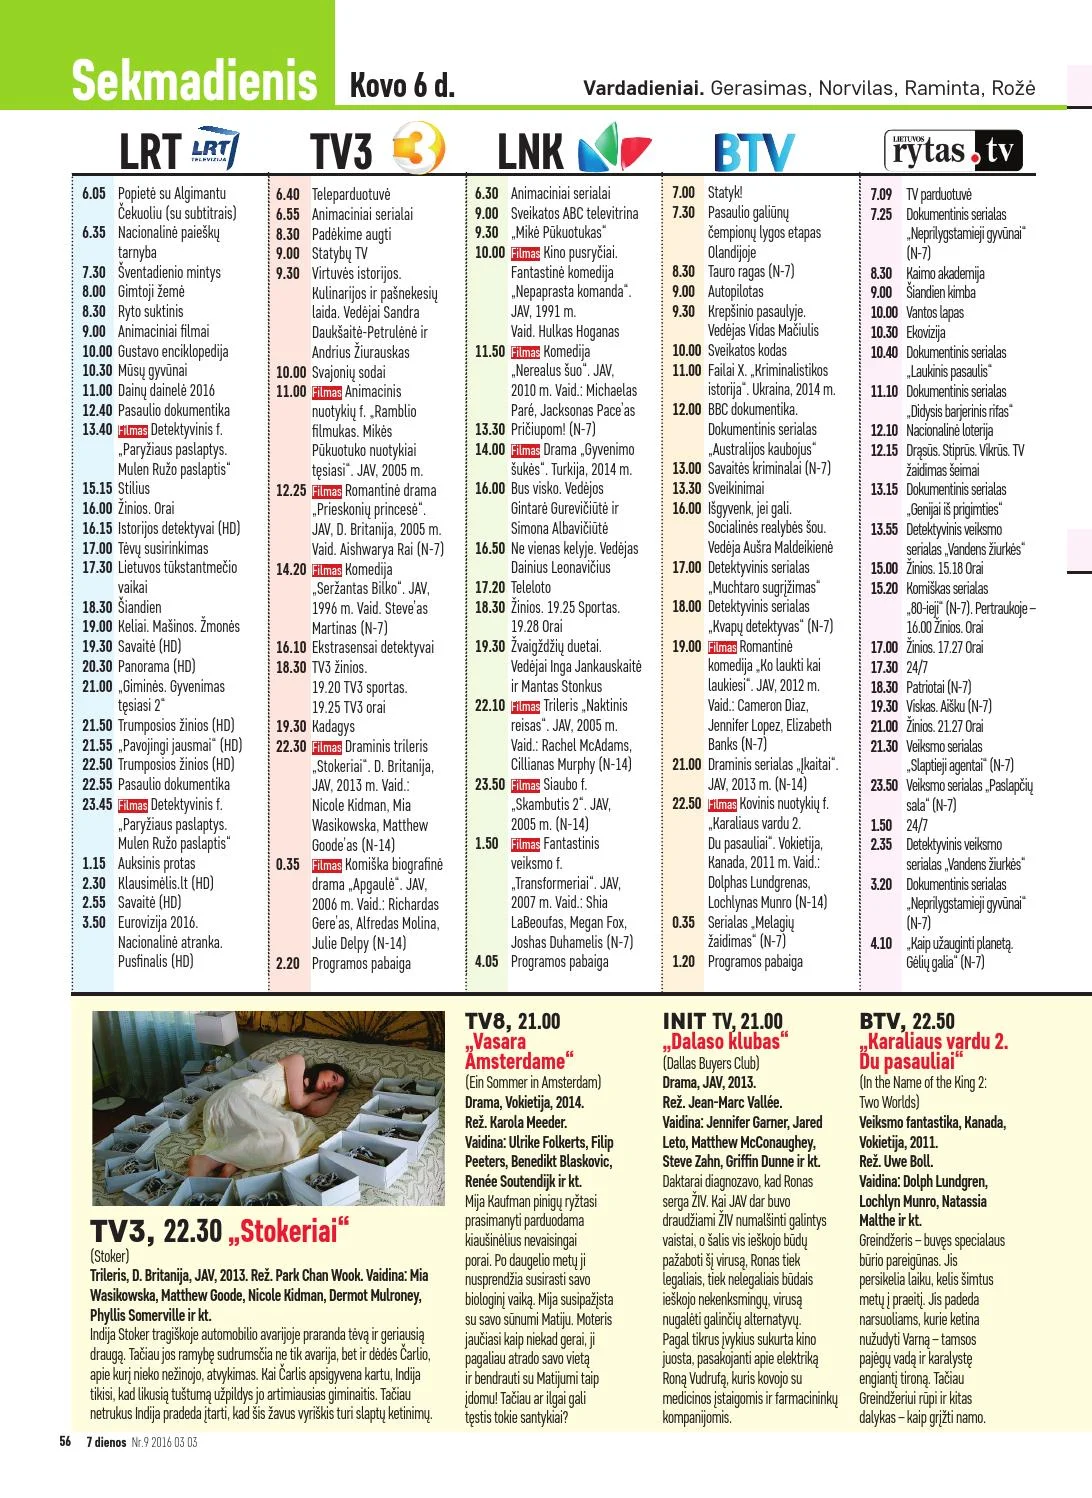 Sekmadienis
Kovo 6 d.
Vardadieniai. Gerasimas, Norvilas, Raminta, Rožė
LRT
LRT
TELEVIZIJA
6.05 Popietė su Algimantu
Čekuoliu (su subtitrais)
6.35 Nacionalinė paieškų
tarnyba
7.30 Šventadienio mintys
8.00 Gimtoji žemė
8.30 Ryto suktinis
9.00 Animaciniai filmai
10.00 Gustavo enciklopedija
10.30 Mūsų gyvūnai
11.00 Dainų dainelė 2016
12.40 Pasaulio dokumentika
13.40 Filmas Detektyvinis f.
„Paryžiaus paslaptys.
Mulen Ružo paslaptis“
15.15 Stilius
16.00 Žinios. Orai
16.15 Istorijos detektyvai (HD)
17.00 Tėvų susirinkimas
17.30 Lietuvos tūkstantmečio
vaikai
18.30 Šiandien
19.00 Keliai. Mašinos. Žmonės
19.30 Savaitė (HD)
20.30 Panorama (HD)
21.00 „Giminės. Gyvenimas
tęsiasi 2“
21.50 Trumposios žinios (HD)
21.55 „Pavojingi jausmai“ (HD)
22.50 Trumposios žinios (HD)
22.55 Pasaulio dokumentika
23.45 Filmas Detektyvinis f.
„Paryžiaus paslaptys.
Mulen Ružo paslaptis“
1.15 Auksinis protas
2.30 Klausimėlis.lt (HD)
2.55 Savaitė (HD)
3.50 Eurovizija 2016.
Nacionalinė atranka.
Pusfinalis (HD)
TV3
3
6.40 Teleparduotuvė
6.55 Animaciniai serialai
8.30 Padėkime augti
9.00 Statybų TV
9.30 Virtuvės istorijos.
Kulinarijos ir pašnekesių
laida. Vedėjai Sandra
Daukšaitė-Petrulėnė ir
Andrius Žiurauskas
10.00 Svajonių sodai
11.00 Filmas Animacinis
nuotykių f. „Ramblio
filmukas. Mikės
Pūkuotuko nuotykiai
tęsiasi“. JAV, 2005 m.
12.25 Filmas Romantinė drama
„Prieskonių princesė“.
JAV, D. Britanija, 2005 m.
Vaid. Aishwarya Rai (N-7)
14.20 Filmas Komedija
„Seržantas Bilko“. JAV,
1996 m. Vaid. Steve’as
Martinas (N-7)
16.10 Ekstrasensai detektyvai
18.30 TV3 žinios.
19.20 TV3 sportas.
19.25 TV3 orai
19.30 Kadagys
22.30 Filmas Draminis trileris
„Stokeriai“. D. Britanija,
JAV, 2013 m. Vaid.:
Nicole Kidman, Mia
Wasikowska, Matthew
Goode’as (N-14)
0.35 Filmas Komiška biografinė
drama „Apgaulė“. JAV,
2006 m. Vaid.: Richardas
Gere’as, Alfredas Molina,
Julie Delpy (N-14)
2.20 Programos pabaiga
LNK
6.30 Animaciniai serialai
9.00 Sveikatos ABC televitrina
9.30 „Mikė Pūkuotukas“
10.00 Filmas Kino pusryčiai.
Fantastinė komedija
„Nepaprasta komanda“.
JAV, 1991 m.
Vaid. Hulkas Hoganas
11.50 Filmas Komedija
„Nerealus šuo“. JAV,
2010 m. Vaid.: Michaelas
Paré, Jacksonas Pace’as
13.30 Pričiupom! (N-7)
14.00 Filmas Drama „Gyvenimo
šukės“. Turkija, 2014 m.
16.00 Bus visko. Vedėjos
Gintarė Gurevičiūtė ir
Simona Albavičiūtė
16.50 Ne vienas kelyje. Vedėjas
Dainius Leonavičius
17.20 Teleloto
18.30 Žinios. 19.25 Sportas.
19.28 Orai
19.30 Žvaigždžių duetai.
Vedėjai Inga Jankauskaitė
ir Mantas Stonkus
22.10 Filmas Trileris „Naktinis
reisas“. JAV, 2005 m.
Vaid.: Rachel McAdams,
Cillianas Murphy (N-14)
23.50 Filmas Siaubo f.
„Skambutis 2“. JAV,
2005 m. (N-14)
1.50 Filmas Fantastinis
veiksmo f.
„Transformeriai“. JAV,
2007 m. Vaid.: Shia
LaBeoufas, Megan Fox,
Joshas Duhamelis (N-7)
4.05 Programos pabaiga
BTV
7.00 Statyk!
7.30 Pasaulio galiūnų
čempionų lygos etapas
Olandijoje
8.30 Tauro ragas (N-7)
9.00 Autopilotas
9.30 Krepšinio pasaulyje.
Vedėjas Vidas Mačiulis
10.00 Sveikatos kodas
11.00 Failai X. „Kriminalistikos
istorija“. Ukraina, 2014 m.
12.00 BBC dokumentika.
Dokumentinis serialas
„Australijos kaubojus“
13.00 Savaitės kriminalai (N-7)
13.30 Sveikinimai
16.00 Išgyvenk, jei gali.
Socialinės realybės šou.
Vedėja Aušra Maldeikienė
17.00 Detektyvinis serialas
„Muchtaro sugrįžimas“
18.00 Detektyvinis serialas
„Kvapų detektyvas“ (N-7)
19.00 Filmas Romantinė
komedija „Ko laukti kai
laukiesi“. JAV, 2012 m.
Vaid.: Cameron Diaz,
Jennifer Lopez, Elizabeth
Banks (N-7)
21.00 Draminis serialas „Įkaitai“.
JAV, 2013 m. (N-14)
22.50 Filmas Kovinis nuotykių f.
„Karaliaus vardu 2.
Du pasauliai“. Vokietija,
Kanada, 2011 m. Vaid.:
Dolphas Lundgrenas,
Lochlynas Munro (N-14)
0.35 Serialas „Melagių
žaidimas“ (N-7)
1.20 Programos pabaiga
LIETUVOS
rytas.tv
7.09 TV parduotuvė
7.25 Dokumentinis serialas
„Neprilygstamieji gyvūnai“
(N-7)
8.30 Kaimo akademija
9.00 Šiandien kimba
10.00 Vantos lapas
10.30 Ekovizija
10.40 Dokumentinis serialas
„Laukinis pasaulis“
11.10 Dokumentinis serialas
„Didysis barjerinis rifas“
12.10 Nacionalinė loterija
12.15 Drąsūs. Stiprūs. Vikrūs. TV
žaidimas šeimai
13.15 Dokumentinis serialas
„Genijai iš prigimties“
13.55 Detektyvinis veiksmo
serialas „Vandens žiurkės“
15.00 Žinios. 15.18 Orai
15.20 Komiškas serialas
„80-ieji“ (N-7). Pertraukoje –
16.00 Žinios. Orai
17.00 Žinios. 17.27 Orai
17.30 24/7
18.30 Patriotai (N-7)
19.30 Viskas. Aišku (N-7)
21.00 Žinios. 21.27 Orai
21.30 Veiksmo serialas
„Slaptieji agentai“ (N-7)
23.50 Veiksmo serialas „Paslapčių
sala“ (N-7)
1.50 24/7
2.35 Detektyvinis veiksmo
serialas „Vandens žiurkės“
3.20 Dokumentinis serialas
„Neprilygstamieji gyvūnai“
(N-7)
4.10 „Kaip užauginti planetą.
Gėlių galia“ (N-7)
TV3, 22.30 „Stokeriai“
(Stoker)
Trileris, D. Britanija, JAV, 2013. Rež. Park Chan Wook. Vaidina: Mia
Wasikowska, Matthew Goode, Nicole Kidman, Dermot Mulroney,
Phyllis Somerville ir kt.
Indija Stoker tragiškoje automobilio avarijoje praranda tėvą ir geriausią
draugą. Tačiau jos ramybę sudrumsčia ne tik avarija, bet ir dėdės Čarlio,
apie kurį nieko nežinojo, atvykimas. Kai Čarlis apsigyvena kartu, Indija
tikisi, kad likusią tuštumą užpildys jo artimiausias giminaitis. Tačiau
netrukus Indija pradeda įtarti, kad šis žavus vyriškis turi slaptų ketinimų.
TV8, 21.00
„Vasara
Amsterdame“
(Ein Sommer in Amsterdam)
Drama, Vokietija, 2014.
Rež. Karola Meeder.
Vaidina: Ulrike Folkerts, Filip
Peeters, Benedikt Blaskovic,
Renée Soutendijk ir kt.
Mija Kaufman pinigų ryžtasi
prasimanyti parduodama
kiaušinėlius nevaisingai
porai. Po daugelio metų ji
nusprendžia susirasti savo
biologinį vaiką. Mija susipažįsta
su savo sūnumi Matiju. Moteris
jaučiasi kaip niekad gerai, ji
pagaliau atrado savo vietą
ir bendrauti su Matijumi taip
įdomu! Tačiau ar ilgai gali
tęstis tokie santykiai?
INIT TV, 21.00
„Dalaso klubas“
(Dallas Buyers Club)
Drama, JAV, 2013.
Rež. Jean-Marc Vallée.
Vaidina: Jennifer Garner, Jared
Leto, Matthew McConaughey,
Steve Zahn, Griffin Dunne ir kt.
Daktarai diagnozavo, kad Ronas
serga ŽIV. Kai JAV dar buvo
draudžiami ŽIV numalšinti galintys
vaistai, o šalis vis ieškojo būdų
pažaboti šį virusą, Ronas tiek
legaliais, tiek nelegaliais būdais
ieškojo nekenksmingų, virusą
nugalėti galinčių alternatyvų.
Pagal tikrus įvykius sukurta kino
juosta, pasakojanti apie elektriką
Roną Vudrufą, kuris kovojo su
medicinos įstaigomis ir farmacininkų
kompanijomis.
BTV, 22.50
„Karaliaus vardu 2.
Du pasauliai“
(In the Name of the King 2:
Two Worlds)
Veiksmo fantastika, Kanada,
Vokietija, 2011.
Rež. Uwe Boll.
Vaidina: Dolph Lundgren,
Lochlyn Munro, Natassia
Malthe ir kt.
Greindžeris – buvęs specialaus
būrio pareigūnas. Jis
persikelia laiku, kelis šimtus
metų į praeitį. Jis padeda
narsuoliams, kurie ketina
nužudyti Varną – tamsos
pajėgų vadą ir karalystę
engiantį tironą. Tačiau
Greindžeriui rūpi ir kitas
dalykas – kaip grįžti namo.
56 7 dienos Nr.9 2016 03 03